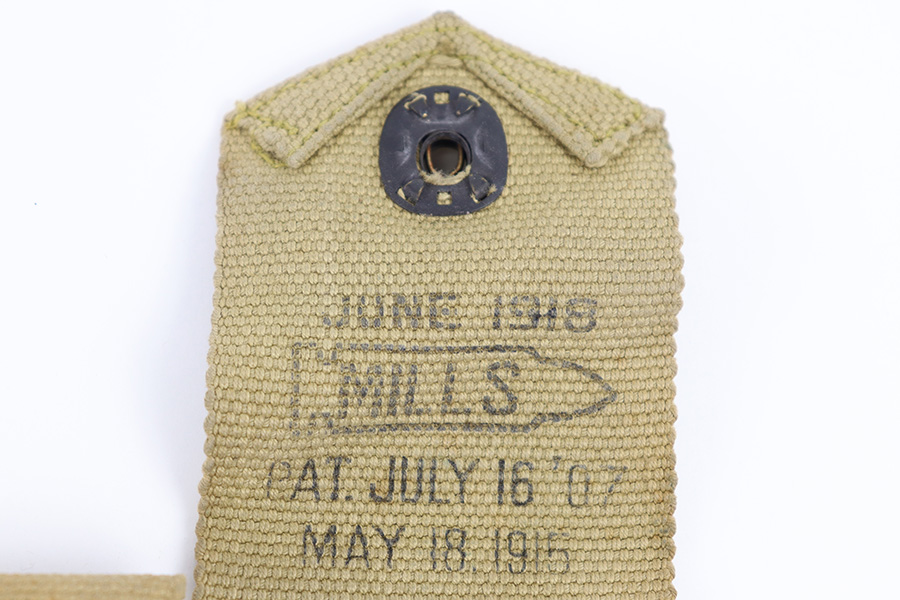 JUNE 1918
MILLS
PAT. JULY 16 '07
MAY 18, 1915